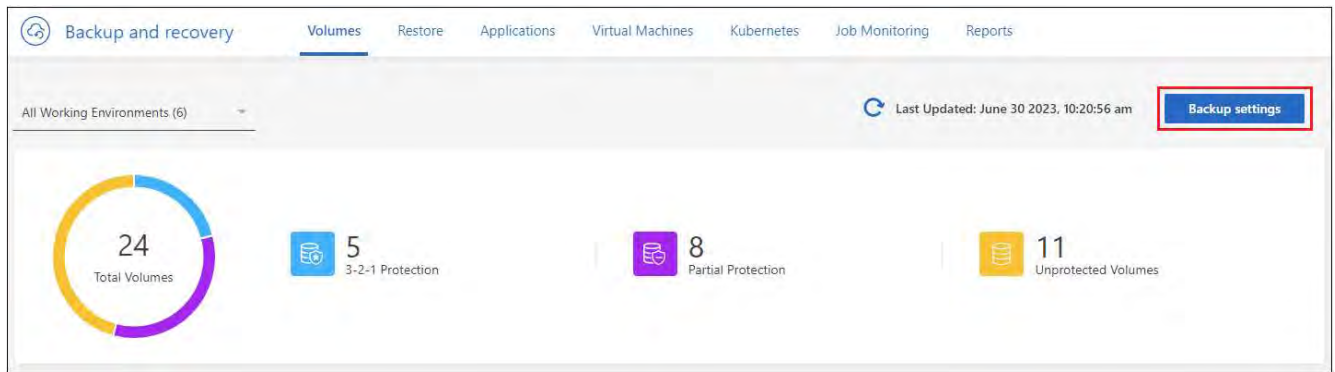 Backup and recovery
Volumes
Restore
Applications
Virtual Machines
Kubernetes
Job Monitoring
Reports
All Working Environments (6)
Last Updated: June 30 2023, 10:20:56 am
Backup settings
24
Total Volumes
5
3-2-1 Protection
8
Partial Protection
11
Unprotected Volumes